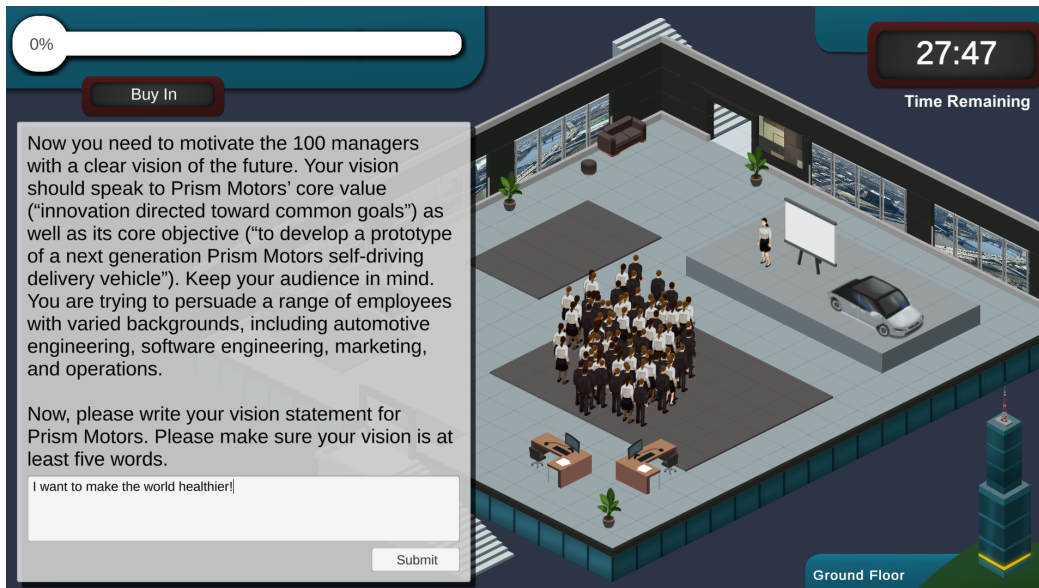 0%
27:47
Buy In
Time Remaining
Now you need to motivate the 100 managers
with a clear vision of the future. Your vision
should speak to Prism Motors’ core value
(“innovation directed toward common goals”) as
well as its core objective (“to develop a prototype
of a next generation Prism Motors self-driving
delivery vehicle”). Keep your audience in mind.
You are trying to persuade a range of employees
with varied backgrounds, including automotive
engineering, software engineering, marketing,
and operations.
Now, please write your vision statement for
Prism Motors. Please make sure your vision is at
least five words.
I want to make the world healthier!
Submit
Ground Floor